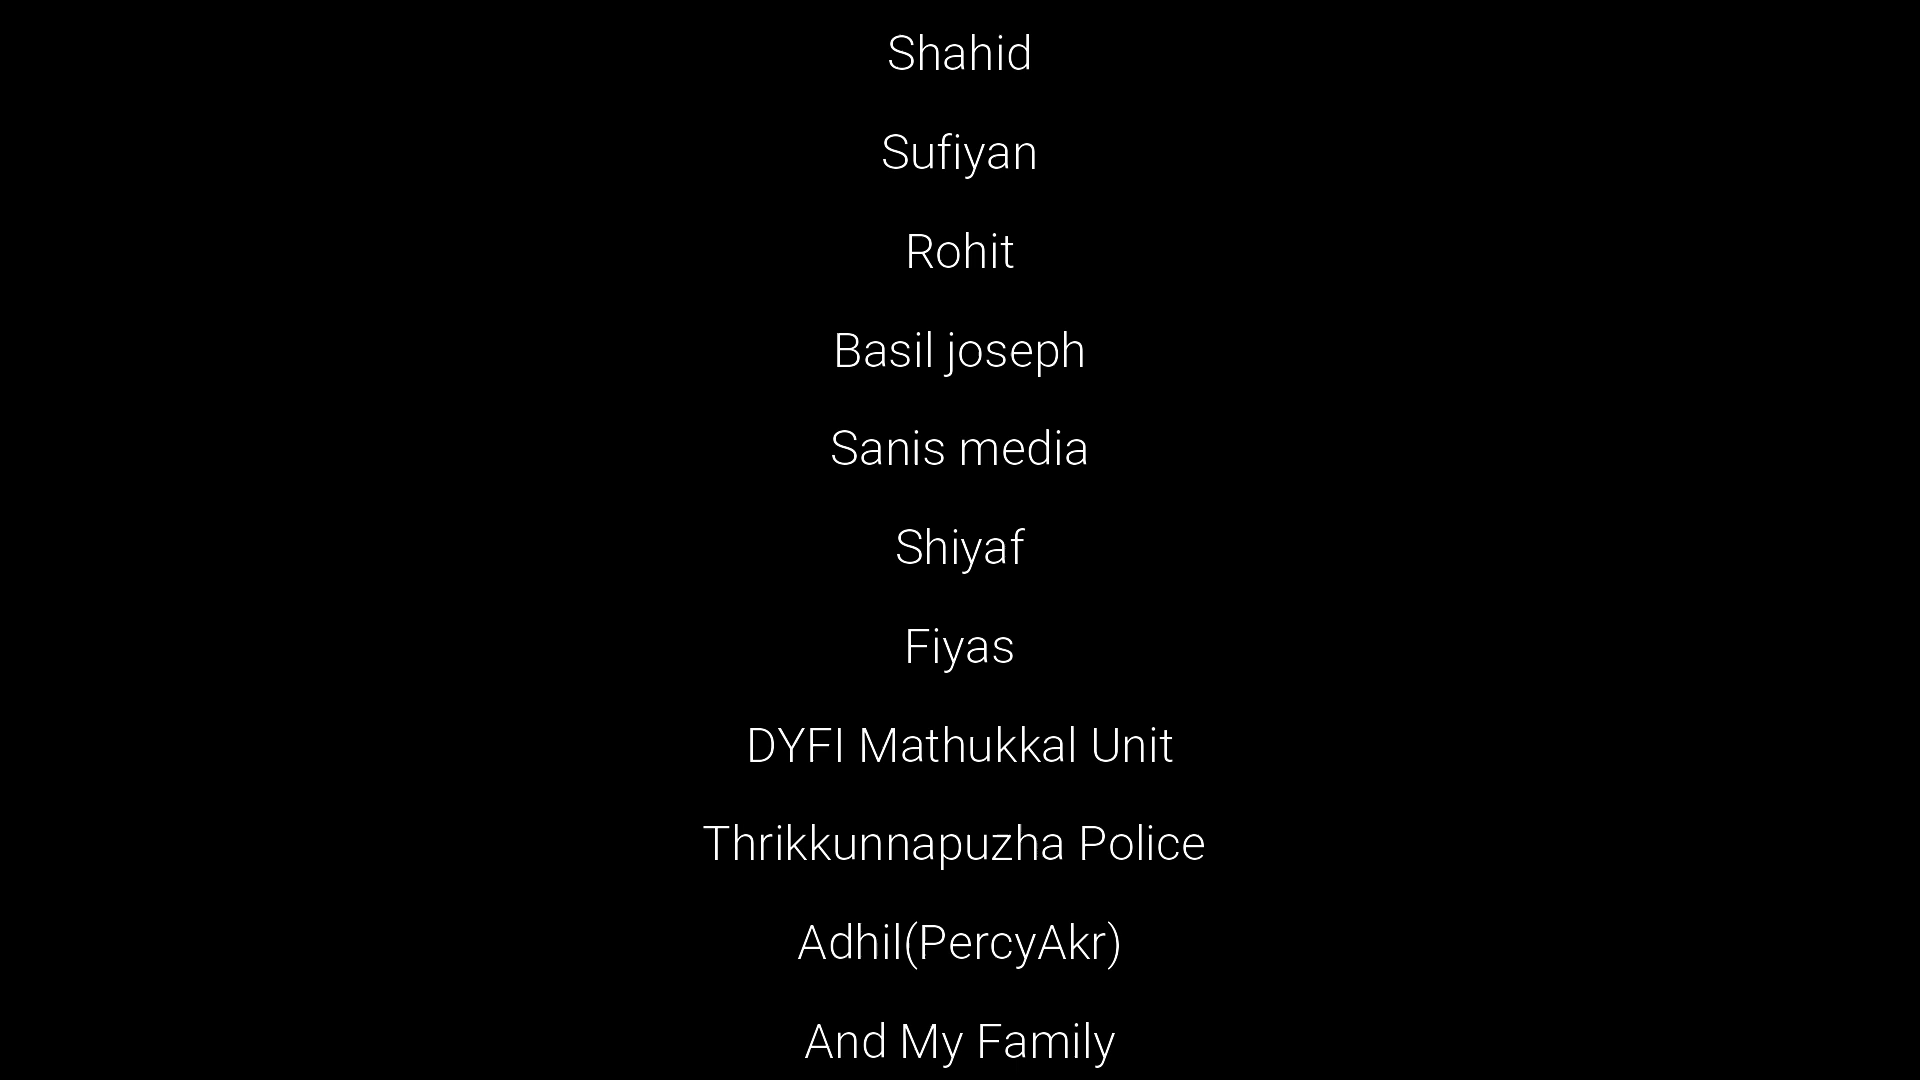 Shahid
Sufiyan
Rohit
Basil joseph
Sanis media
Shiyaf
Fiyas
DYFI Mathukkal Unit
Thrikkunnapuzha Police
Adhil(PercyAkr)
And My Family